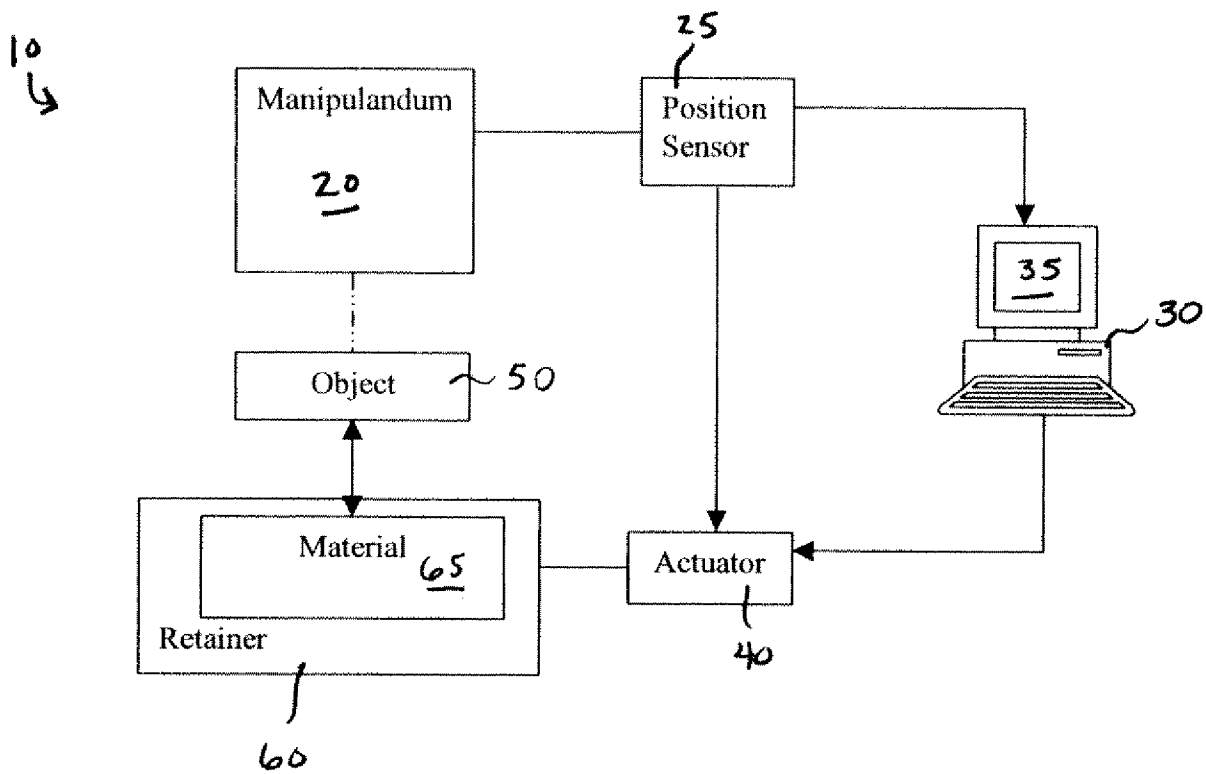 10
25
Manipulandum
20
Position
Sensor
35
30
Object
50
Material
65
Retainer
Actuator
40
60